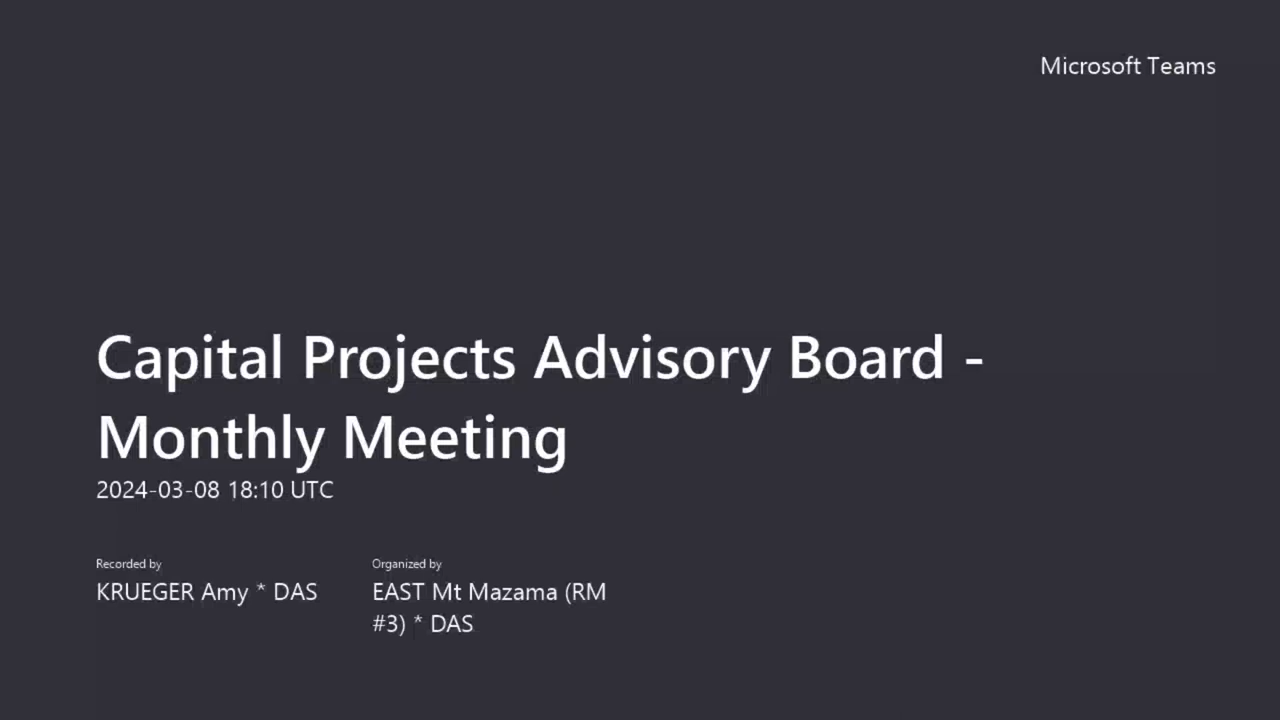 Microsoft Teams
Capital Projects Advisory Board -
Monthly Meeting
2024-03-08 18:10 UTC
Recorded by
KRUEGER Amy * DAS
Organized by
EAST Mt Mazama (RM
#3) * DAS